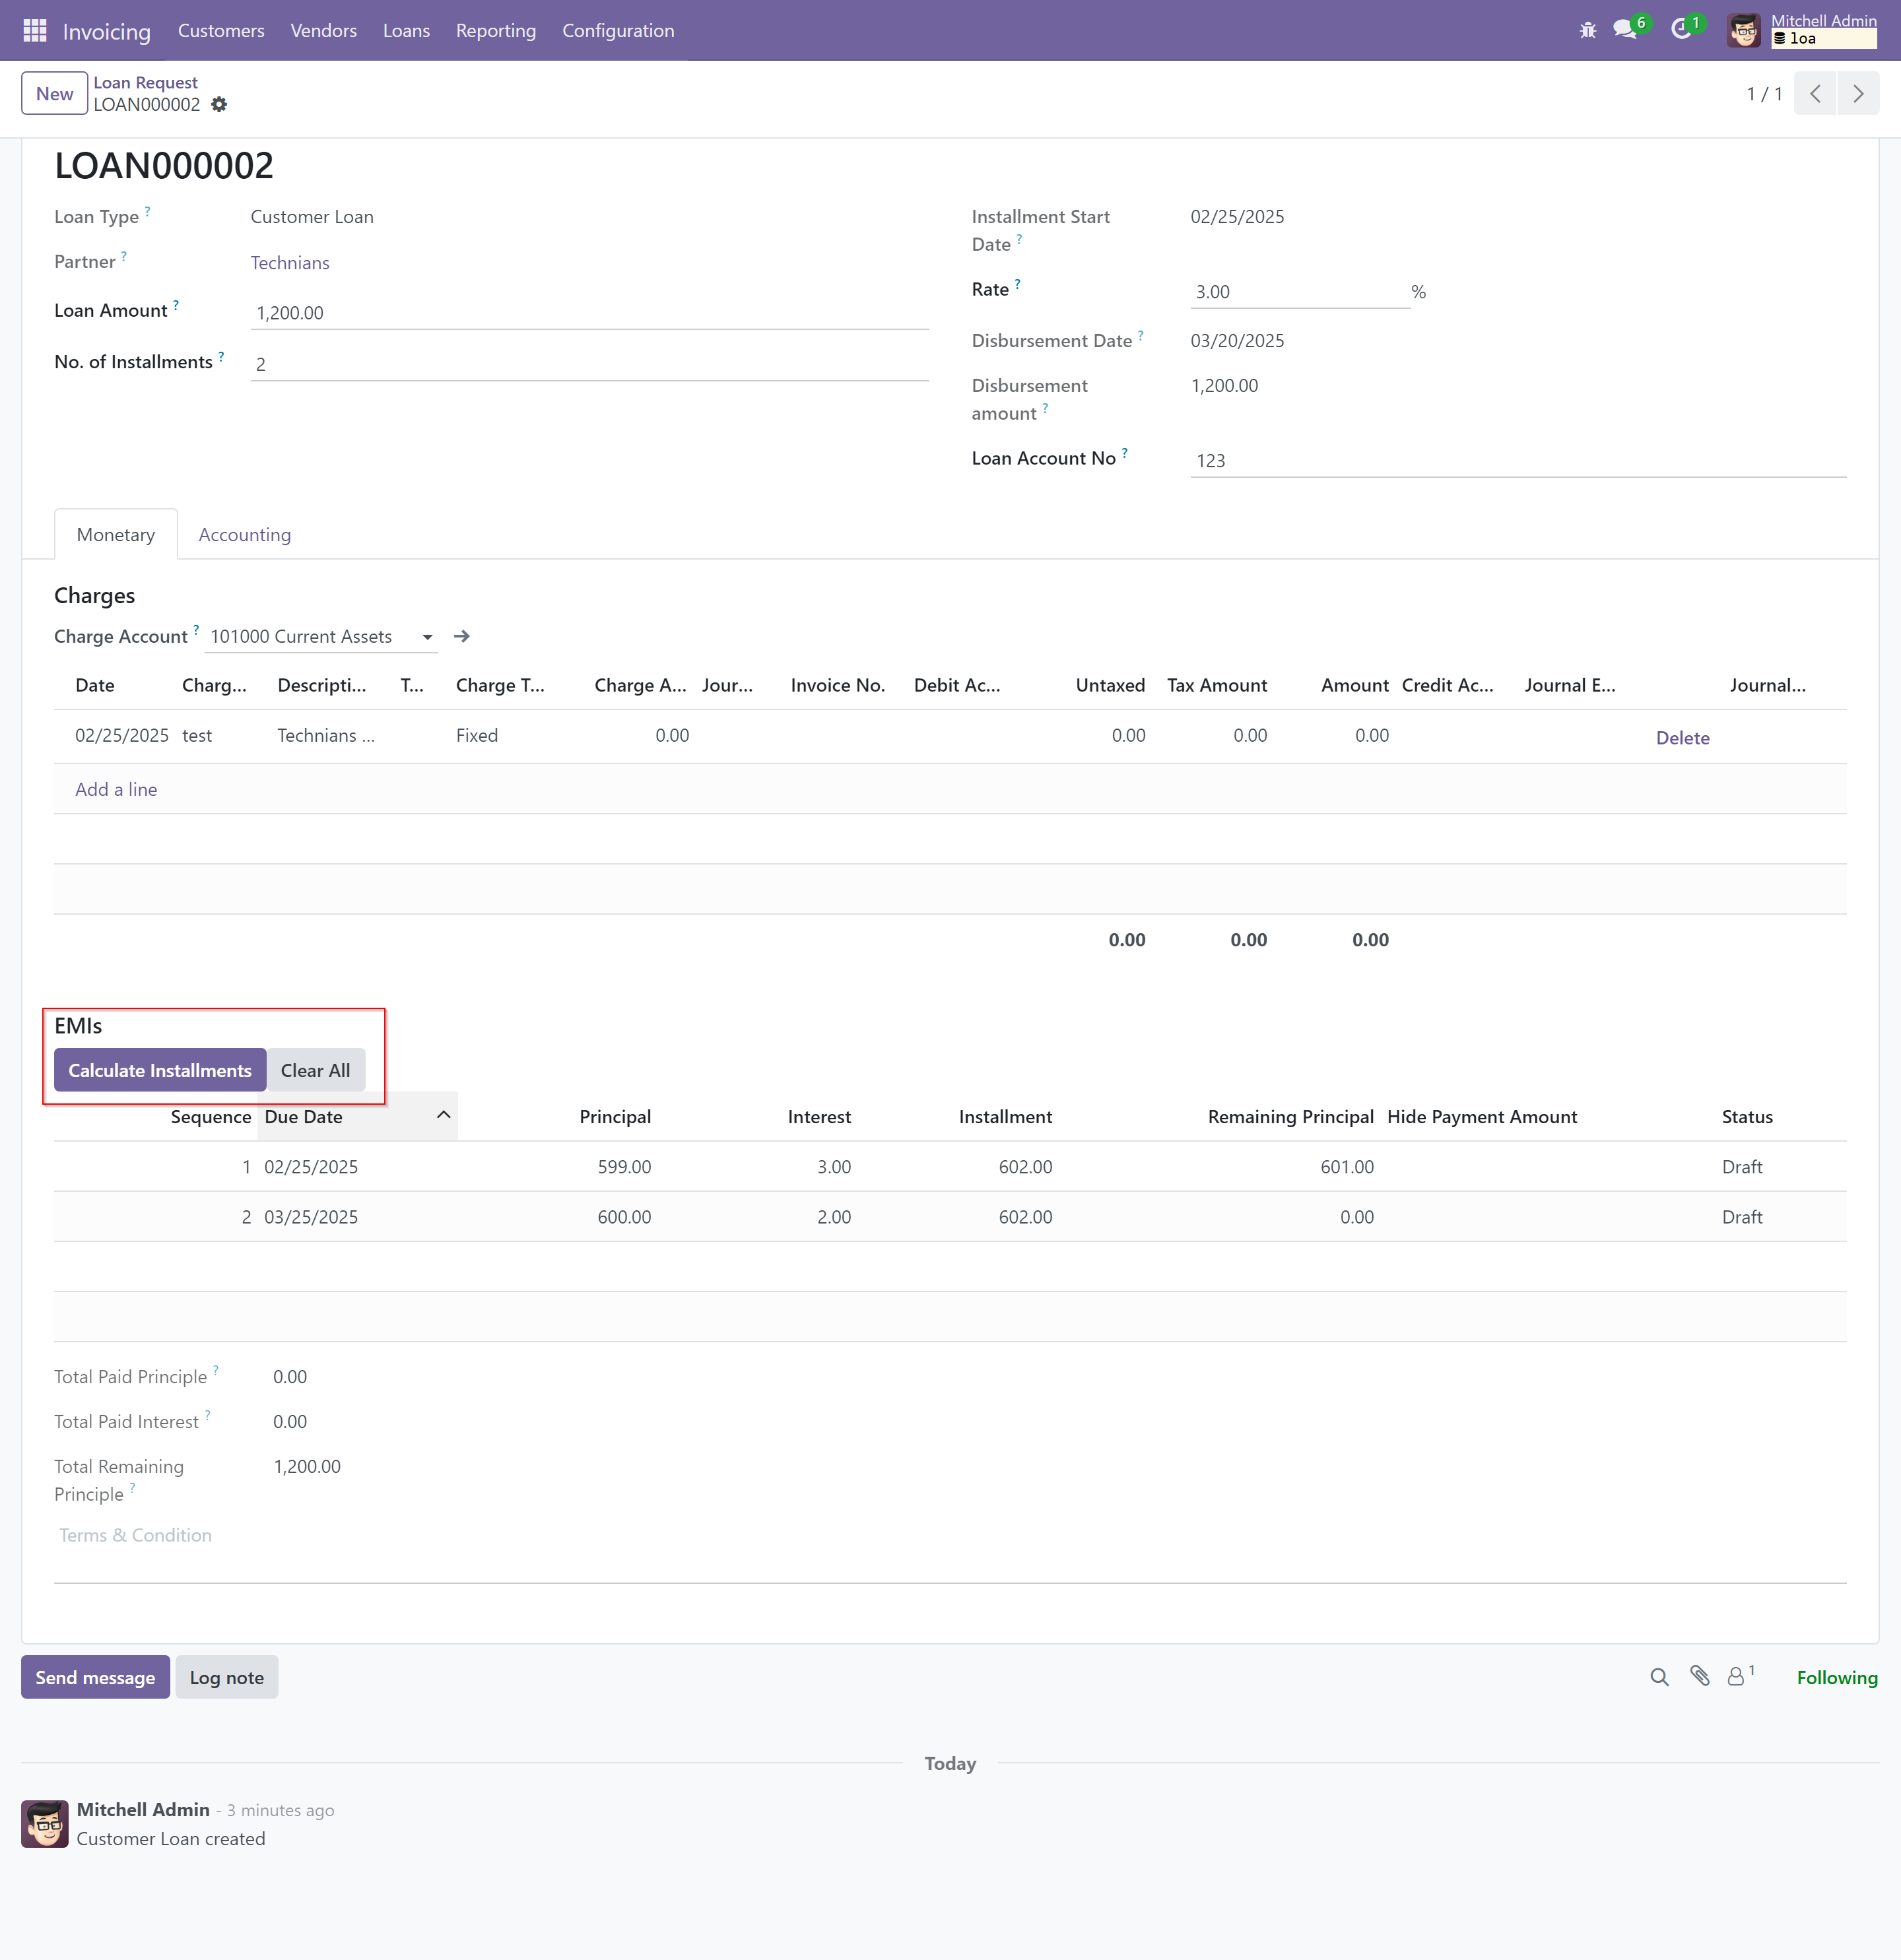 Invoicing Customers Vendors Loans Reporting Configuration 6 1 Mitchell Admin
loa
New Loan Request
LOAN000002
1 / 1
LOAN000002
Loan Type ? Customer Loan
Partner ? Technians
Loan Amount ? 1,200.00
No. of Installments ? 2
Installment Start
Date ? 02/25/2025
Rate ? 3.00 %
Disbursement Date ? 03/20/2025
Disbursement
amount ? 1,200.00
Loan Account No ? 123
Monetary Accounting
Charges
Charge Account ? 101000 Current Assets
Date Charg... Descripti... T... Charge T... Charge A... Jour... Invoice No. Debit Ac... Untaxed Tax Amount Amount Credit Ac... Journal E... Journal...
02/25/2025 test Technians ... Fixed 0.00 0.00 0.00 0.00 Delete
Add a line
0.00 0.00 0.00
EMIs
Calculate Installments Clear All
Sequence Due Date Principal Interest Installment Remaining Principal Hide Payment Amount Status
1 02/25/2025 599.00 3.00 602.00 601.00 Draft
2 03/25/2025 600.00 2.00 602.00 0.00 Draft
Total Paid Principle ? 0.00
Total Paid Interest ? 0.00
Total Remaining
Principle ? 1,200.00
Terms & Condition
Send message Log note 1 Following
Today
Mitchell Admin - 3 minutes ago
Customer Loan created